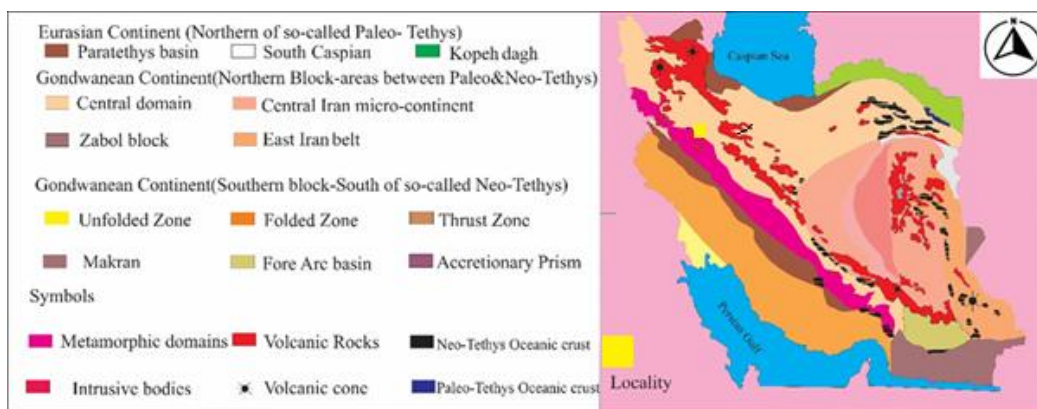 Eurasian Continent (Northern of so-called Paleo- Tethys)
Paratethys basin South Caspian Kopeh dagh
Gondwanean Continent(Northern Block-areas between Paleo&Neo-Tethys)
Central domain Central Iran micro-continent
Zabol block East Iran belt
Gondwanean Continent(Southern block-South of so-called Neo-Tethys)
Unfolded Zone Folded Zone Thrust Zone
Makran Fore Arc basin Accretionary Prism
Symbols
Metamorphic domains Volcanic Rocks Neo-Tethys Oceanic crust
Intrusive bodies Volcanic cone Paleo-Tethys Oceanic crust
N
Caspian Sea
Persian Gulf
Locality